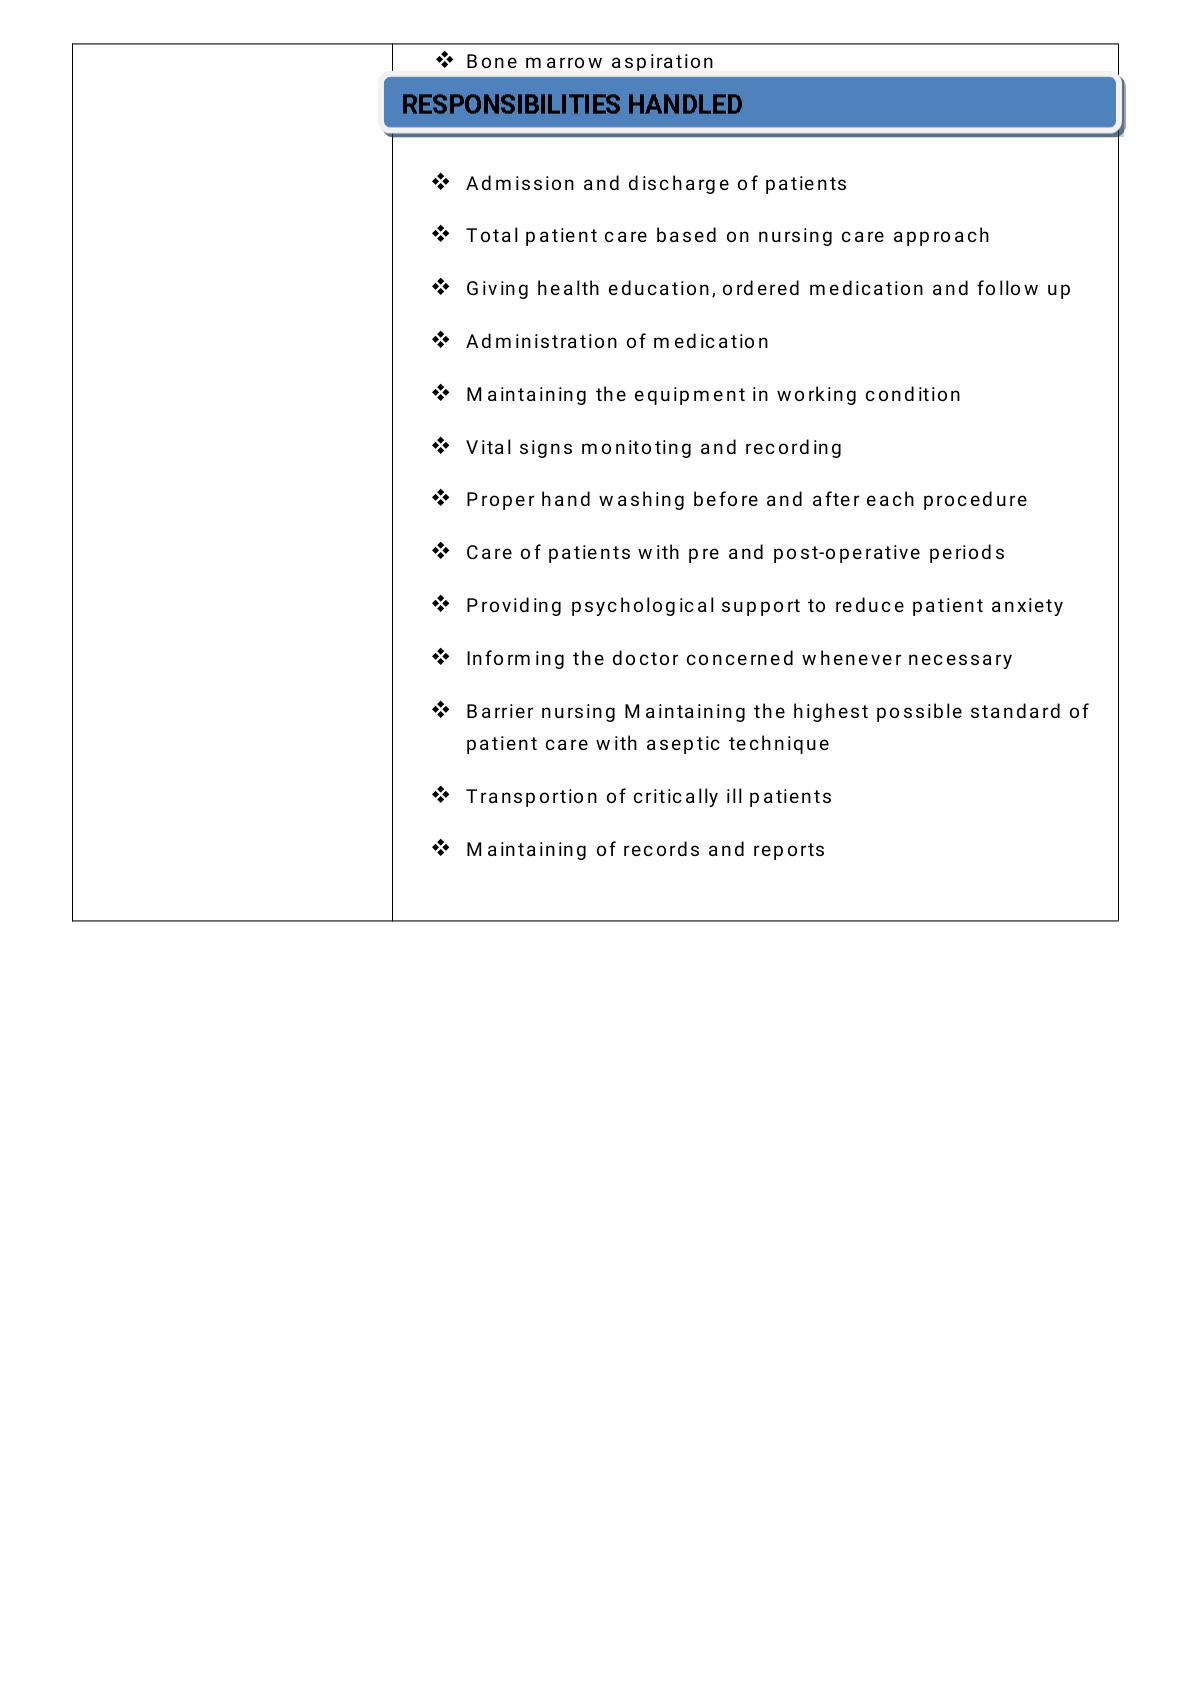 ❖ Bone marrow aspiration
RESPONSIBILITIES HANDLED
❖ Admission and discharge of patients
❖ Total patient care based on nursing care approach
❖ Giving health education, ordered medication and follow up
❖ Administration of medication
❖ Maintaining the equipment in working condition
❖ Vital signs monitoting and recording
❖ Proper hand washing before and after each procedure
❖ Care of patients with pre and post-operative periods
❖ Providing psychological support to reduce patient anxiety
❖ Informing the doctor concerned whenever necessary
❖ Barrier nursing Maintaining the highest possible standard of
patient care with aseptic technique
❖ Transportion of critically ill patients
❖ Maintaining of records and reports